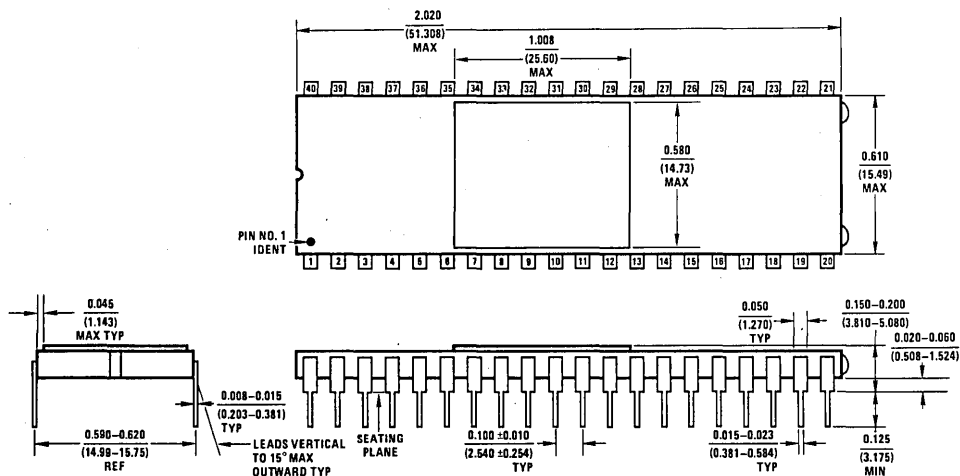 2.020
(51.308)
MAX
1.008
(25.60)
MAX
40 39 38 37 36 35 34 33 32 31 30 29 28 27 26 25 24 23 22 21
0.580
(14.73)
MAX
0.610
(15.49)
MAX
PIN NO. 1
IDENT
1 2 3 4 5 6 7 8 9 10 11 12 13 14 15 16 17 18 19 20
0.045
(1.143)
MAX TYP
0.050
(1.270)
TYP
0.150–0.200
(3.810–5.080)
0.020–0.060
(0.508–1.524)
0.008–0.015
(0.203–0.381)
TYP
0.590–0.620
(14.99–15.75)
REF
LEADS VERTICAL
TO 15° MAX
OUTWARD TYP
SEATING
PLANE
0.100 ±0.010
(2.540 ±0.254)
TYP
0.015–0.023
(0.381–0.584)
TYP
0.125
(3.175)
MIN